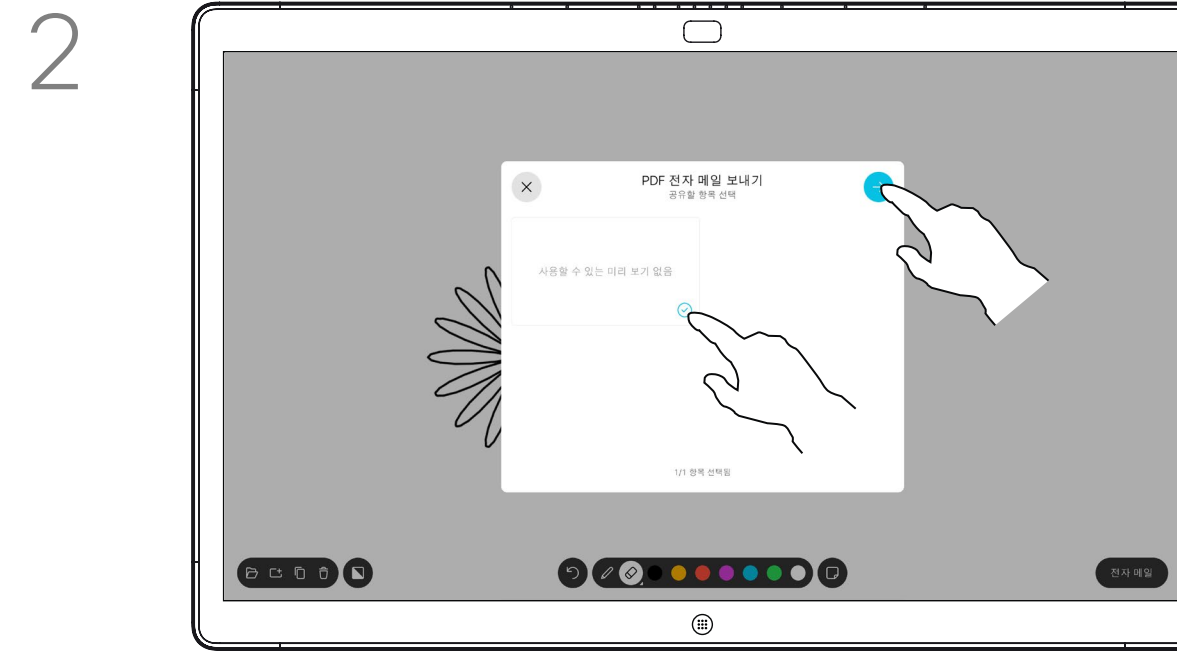 2
PDF 전자 메일 보내기
공유할 항목 선택
사용할 수 있는 미리 보기 없음
1/1 항목 선택됨
전자 메일